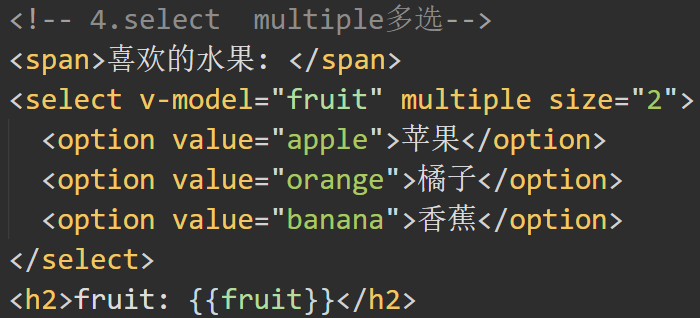 <!-- 4.select  multiple多选-->
<span>喜欢的水果: </span>
<select v-model="fruit" multiple size="2">
  <option value="apple">苹果</option>
  <option value="orange">橘子</option>
  <option value="banana">香蕉</option>
</select>
<h2>fruit: {{fruit}}</h2>